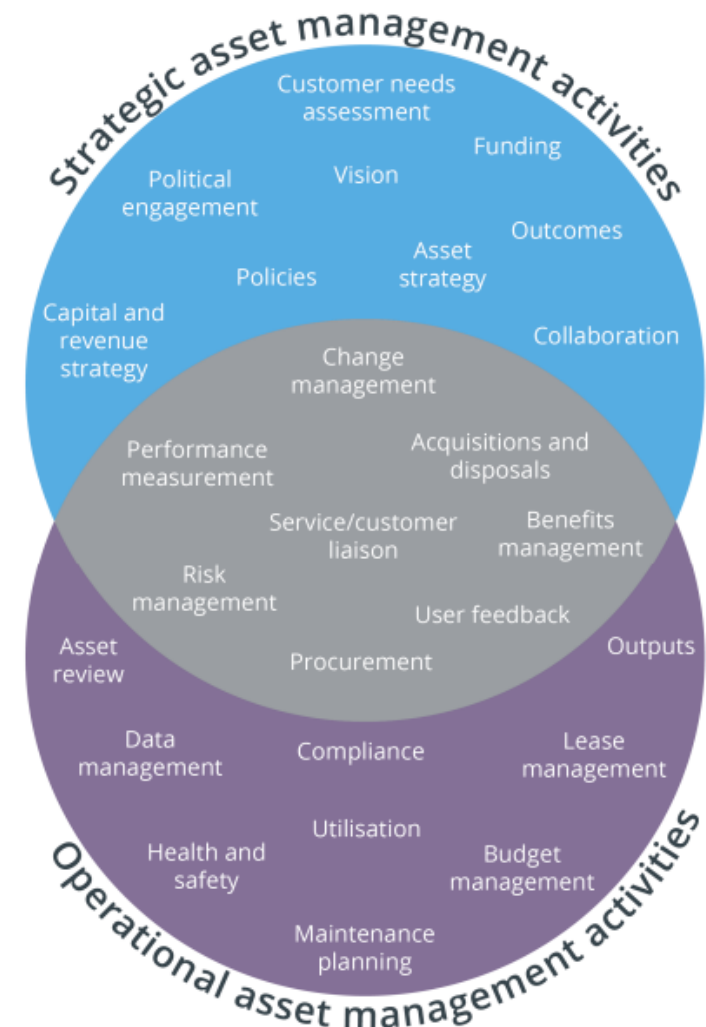 Strategic asset management activities
Customer needs
assessment
Funding
Vision
Political
engagement
Outcomes
Asset
strategy
Policies
Capital and
revenue
strategy
Collaboration
Change
management
Performance
measurement
Acquisitions and
disposals
Service/customer
liaison
Benefits
management
Risk
management
User feedback
Procurement
Asset
review
Outputs
Data
management
Compliance
Lease
management
Utilisation
Health and
safety
Budget
management
Maintenance
planning
Operational asset management activities